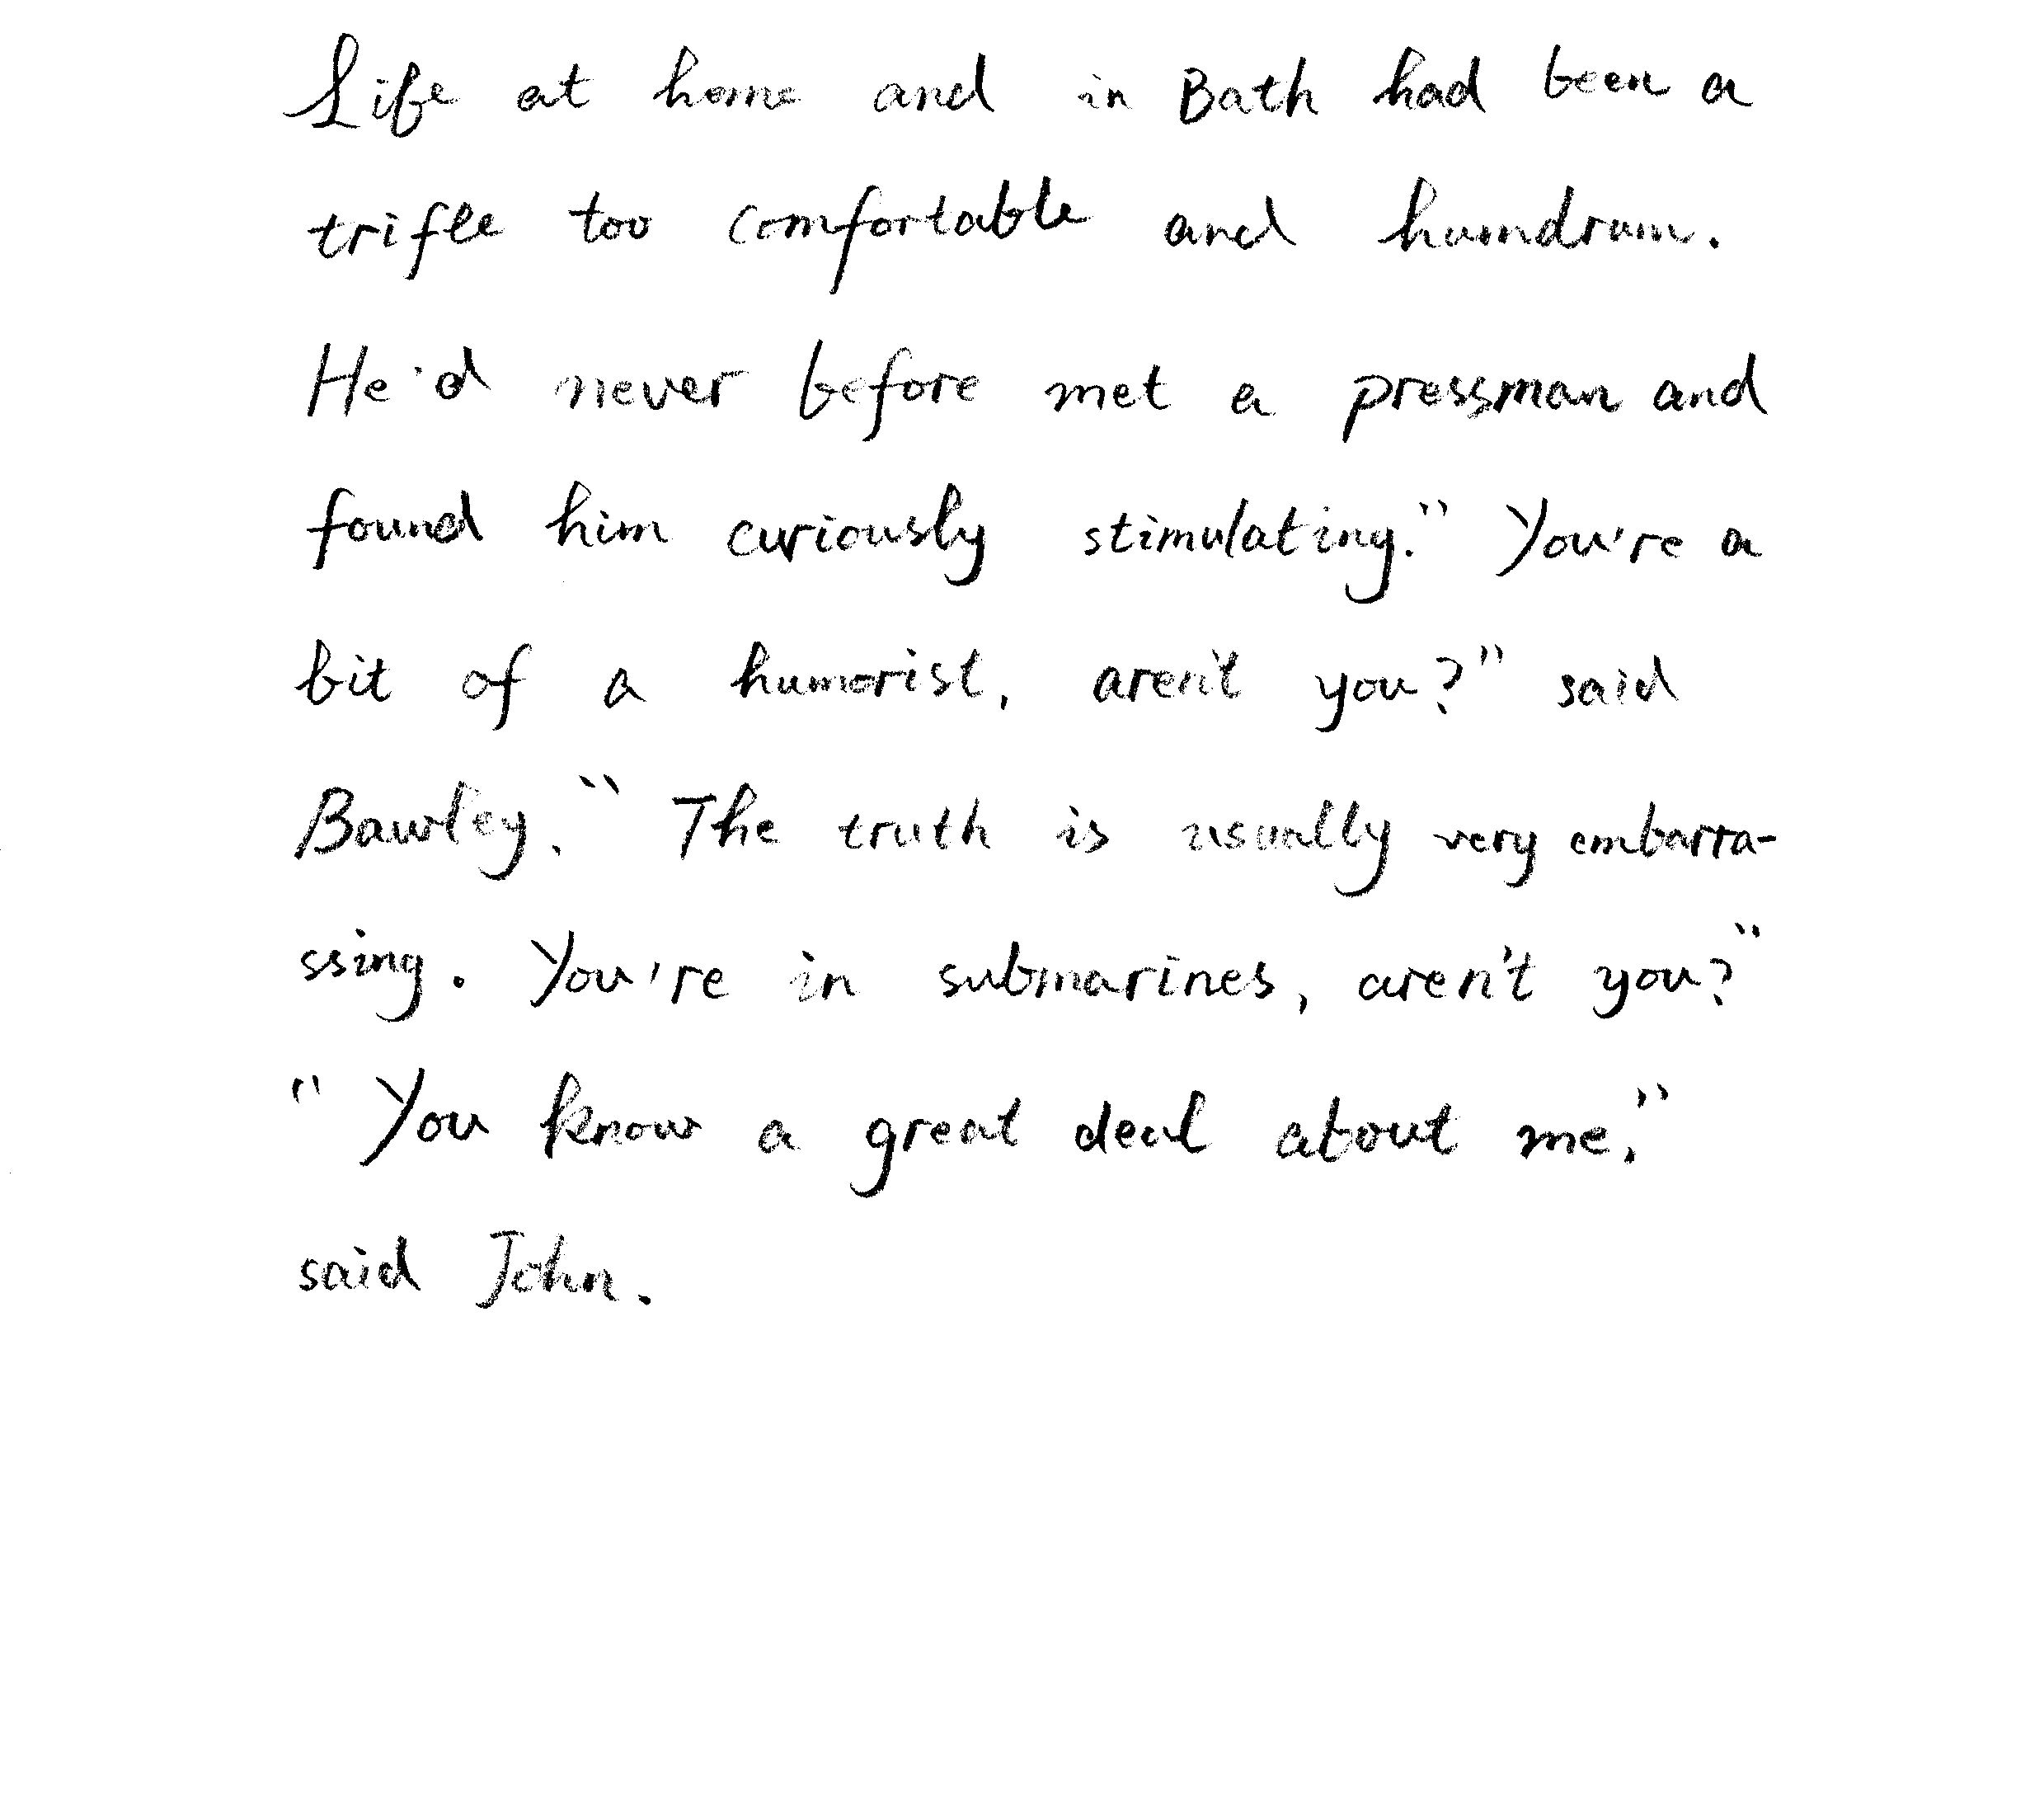 Life at home and in Bath had been a
trifle too comfortable and humdrum.
He'd never before met a pressman and
found him curiously stimulating." You're a
bit of a humorist, aren't you?" said
Bawley." The truth is usually very embarra-
ssing. You're in submarines, aren't you?"
" You know a great deal about me."
said John.